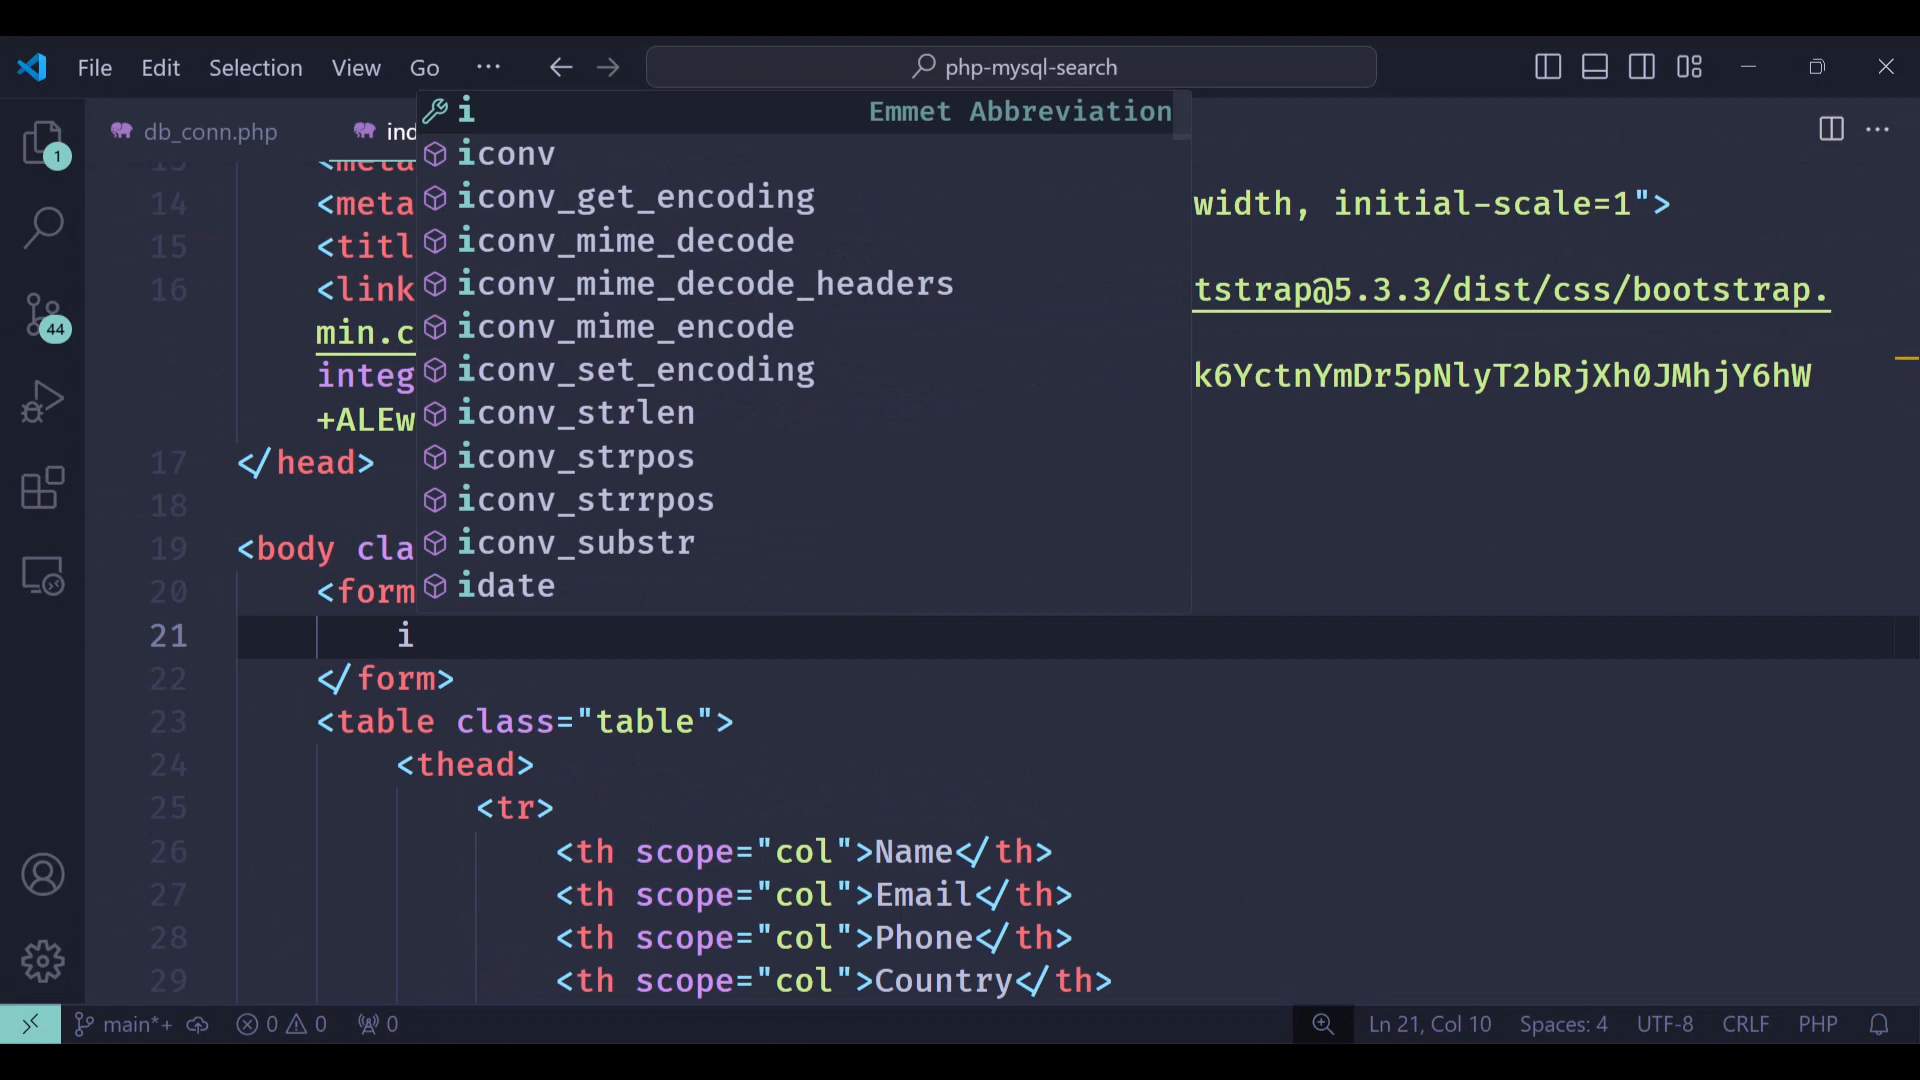 File Edit Selection View Go ··· php-mysql-search
db_conn.php ind
i Emmet Abbreviation
iconv
iconv_get_encoding
iconv_mime_decode
iconv_mime_decode_headers
iconv_mime_encode
iconv_set_encoding
iconv_strlen
iconv_strpos
iconv_strrpos
iconv_substr
idate
1
44
14 <meta width, initial-scale=1">
15 <titl
16 <link tstrap@5.3.3/dist/css/bootstrap.
min.c
integ k6YctnYmDr5pNlyT2bRjXh0JMhjY6hW
+ALEw
17 </head>
18
19 <body cla
20 <form
21 i
22 </form>
23 <table class="table">
24 <thead>
25 <tr>
26 <th scope="col">Name</th>
27 <th scope="col">Email</th>
28 <th scope="col">Phone</th>
29 <th scope="col">Country</th>
main*+ 0 0 0 Ln 21, Col 10 Spaces: 4 UTF-8 CRLF PHP